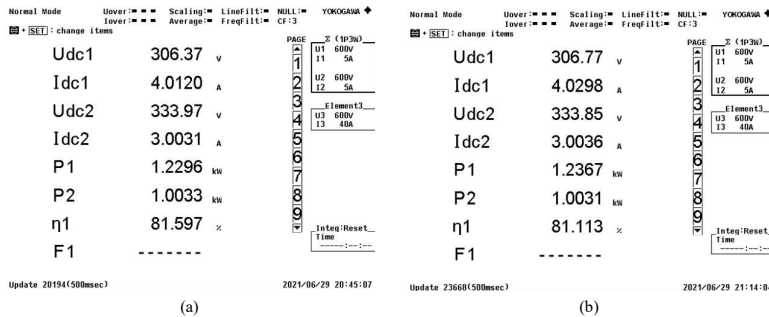 Normal Mode Uover:= = = Scaling:= LineFilt:= NULL:= YOKOGAWA
Iover:= = = Average:= FreqFilt:= CF:3
+ SET : change items
PAGE
Udc1 306.37 V
Idc1 4.0120 A
Udc2 333.97 V
Idc2 3.0031 A
P1 1.2296 kW
P2 1.0033 kW
η1 81.597 %
F1 -------
1
2
3
4
5
6
7
8
9
Σ (1P3W)
U1 600V
I1 5A
U2 600V
I2 5A
Element3
U3 600V
I3 40A
Integ:Reset
Time
-----:--:--
Update 20194(500msec) 2021/06/29 20:45:07
(a)
Normal Mode Uover:= = = Scaling:= LineFilt:= NULL:= YOKOGAWA
Iover:= = = Average:= FreqFilt:= CF:3
+ SET : change items
PAGE
Udc1 306.77 V
Idc1 4.0298 A
Udc2 333.85 V
Idc2 3.0036 A
P1 1.2367 kW
P2 1.0031 kW
η1 81.113 %
F1 -------
1
2
3
4
5
6
7
8
9
Σ (1P3W)
U1 600V
I1 5A
U2 600V
I2 5A
Element3
U3 600V
I3 40A
Integ:Reset
Time
-----:--:--
Update 23668(500msec) 2021/06/29 21:14:04
(b)